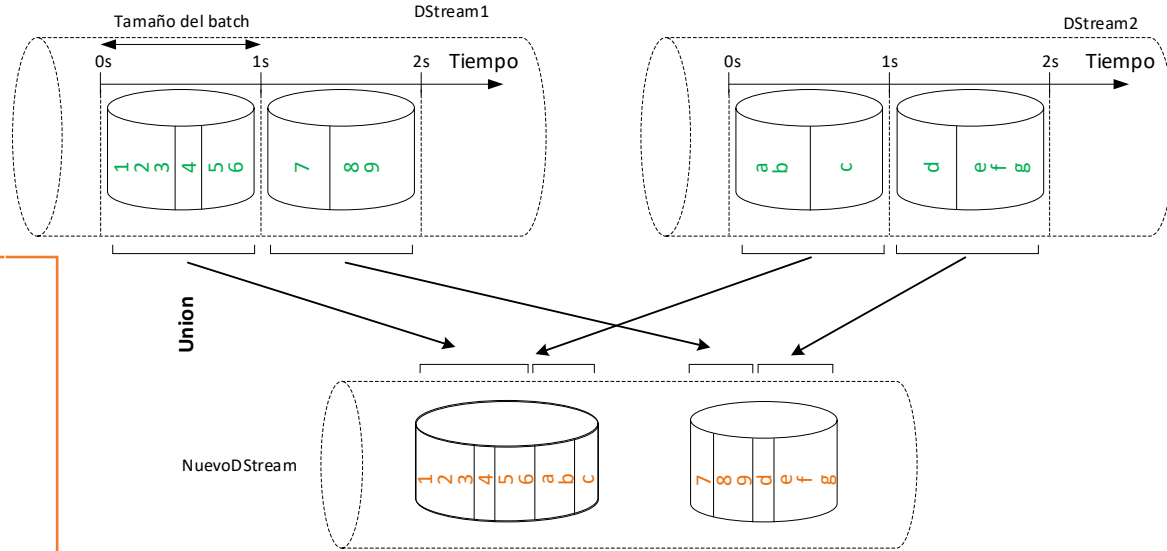 DStream1
Tamaño del batch
0s 1s 2s Tiempo
1 2 3 4 5 6 7 8 9
DStream2
0s 1s 2s Tiempo
a b c d e f g
Union
NuevoDStream
1 2 3 4 5 6 a b c
7 8 9 d e f g